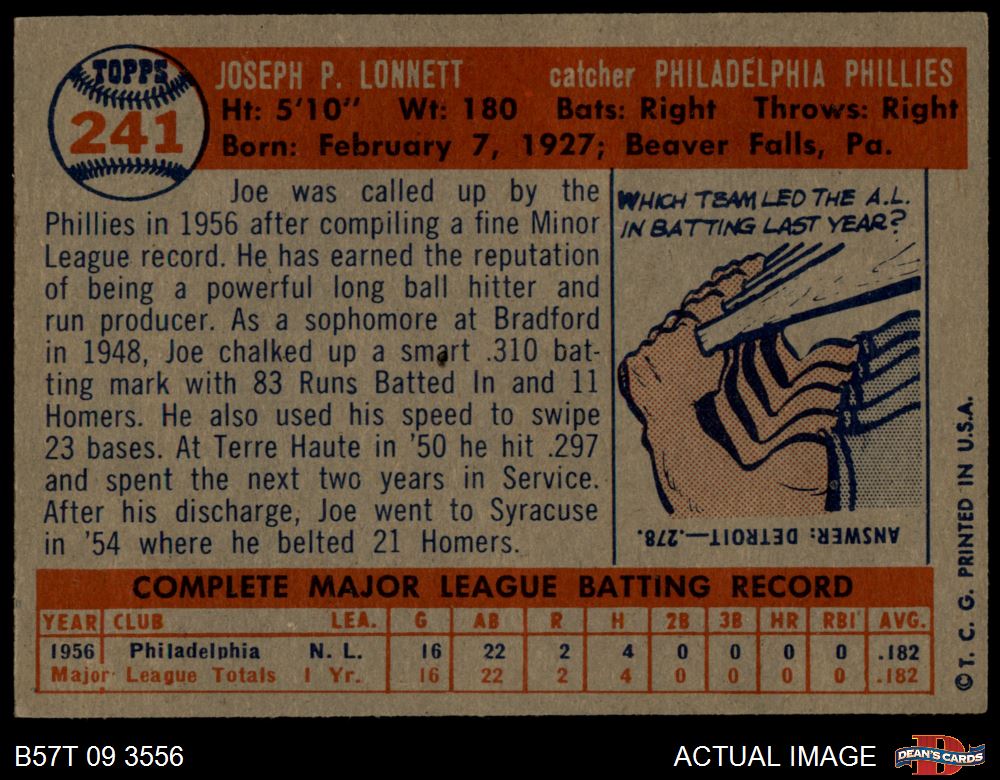 TOPPS
241
JOSEPH P. LONNETT catcher PHILADELPHIA PHILLIES
Ht: 5'10" Wt: 180 Bats: Right Throws: Right
Born: February 7, 1927; Beaver Falls, Pa.
Joe was called up by the
Phillies in 1956 after compiling a fine Minor
League record. He has earned the reputation
of being a powerful long ball hitter and
run producer. As a sophomore at Bradford
in 1948, Joe chalked up a smart .310 bat-
ting mark with 83 Runs Batted In and 11
Homers. He also used his speed to swipe
23 bases. At Terre Haute in '50 he hit .297
and spent the next two years in Service.
After his discharge, Joe went to Syracuse
in '54 where he belted 21 Homers.
WHICH TEAM LED THE A.L.
IN BATTING LAST YEAR?
ANSWER: DETROIT—.278.
COMPLETE MAJOR LEAGUE BATTING RECORD
YEAR CLUB LEA. G AB R H 2B 3B HR RBI AVG.
1956 Philadelphia N. L. 16 22 2 4 0 0 0 0 .182
Major League Totals 1 Yr. 16 22 2 4 0 0 0 0 .182
© T. C. G. PRINTED IN U.S.A.
B57T 09 3556 ACTUAL IMAGE DEAN'S CARDS